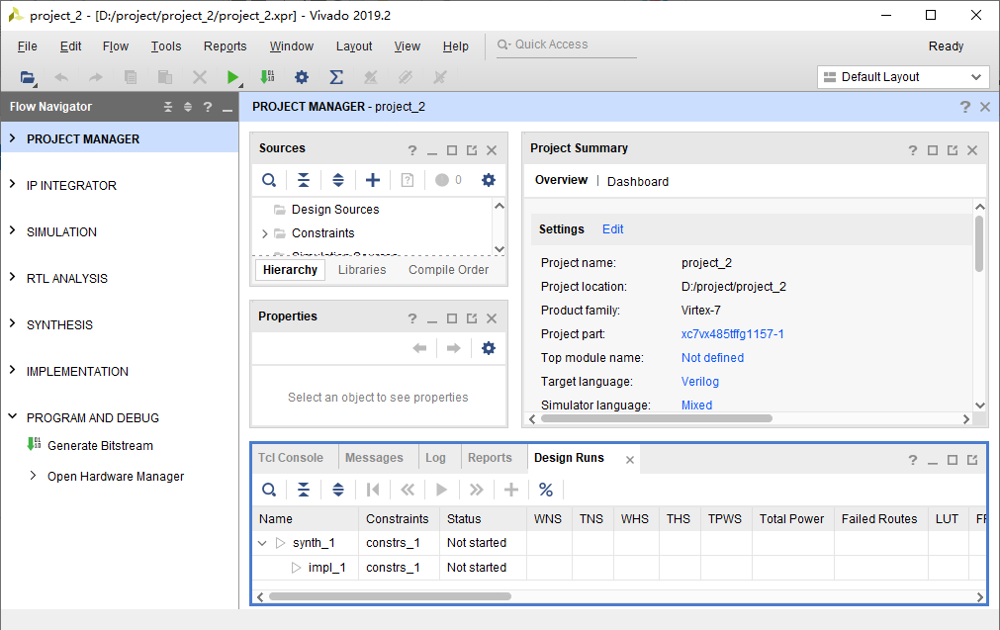 project_2 - [D:/project/project_2/project_2.xpr] - Vivado 2019.2
File Edit Flow Tools Reports Window Layout View Help Quick Access Ready
Default Layout
Flow Navigator
PROJECT MANAGER
IP INTEGRATOR
SIMULATION
RTL ANALYSIS
SYNTHESIS
IMPLEMENTATION
PROGRAM AND DEBUG
Generate Bitstream
Open Hardware Manager
PROJECT MANAGER - project_2
Sources
0
Design Sources
Constraints
Simulation Sources
Hierarchy Libraries Compile Order
Properties
Select an object to see properties
Project Summary
Overview | Dashboard
Settings Edit
Project name: project_2
Project location: D:/project/project_2
Product family: Virtex-7
Project part: xc7vx485tffg1157-1
Top module name: Not defined
Target language: Verilog
Simulator language: Mixed
Tcl Console Messages Log Reports Design Runs
Name Constraints Status WNS TNS WHS THS TPWS Total Power Failed Routes LUT
synth_1 constrs_1 Not started
impl_1 constrs_1 Not started